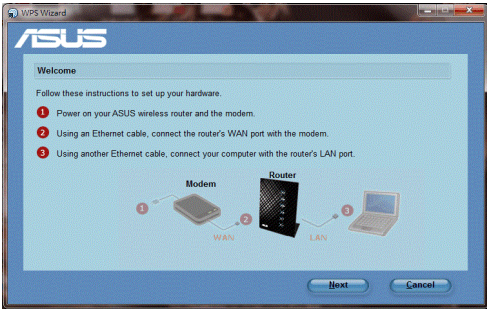 WPS Wizard
ASUS
Welcome
Follow these instructions to set up your hardware.
1 Power on your ASUS wireless router and the modem.
2 Using an Ethernet cable, connect the router's WAN port with the modem.
3 Using another Ethernet cable, connect your computer with the router's LAN port.
Modem
Router
1
2
3
WAN
LAN
Next
Cancel